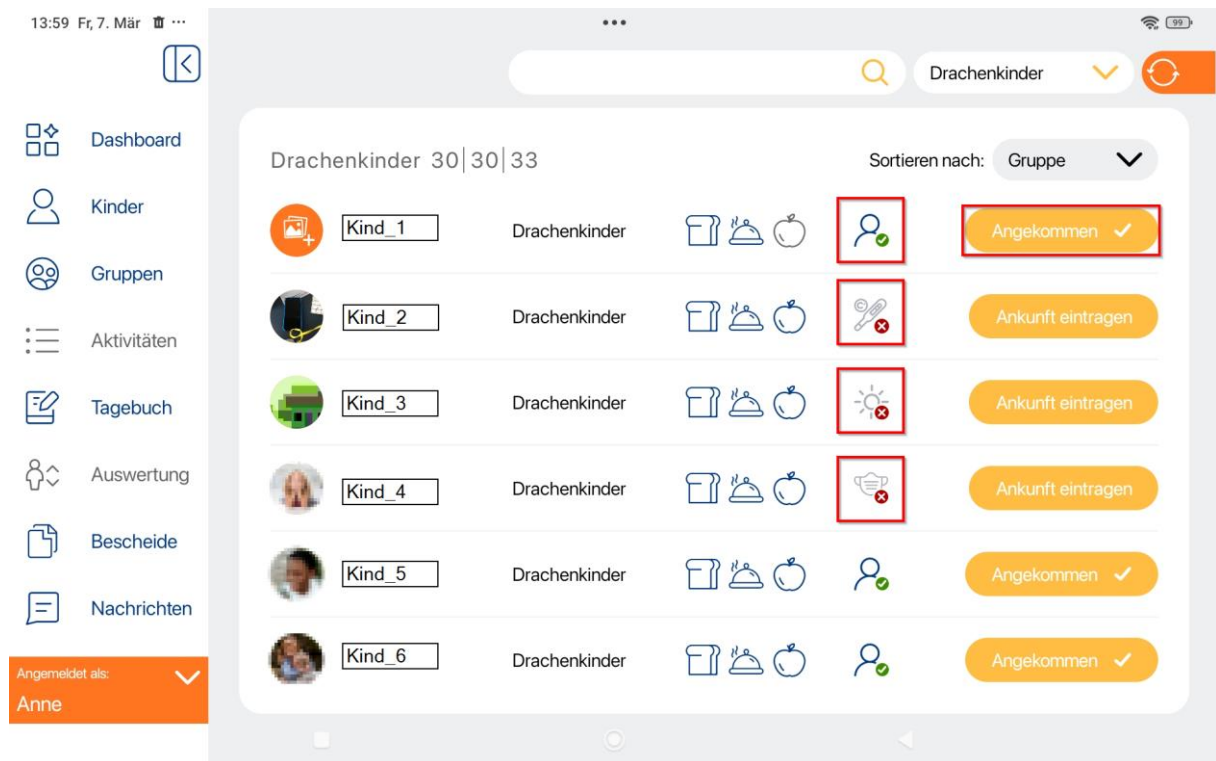 13:59 Fr, 7. Mär
99
Drachenkinder
Dashboard
Kinder
Gruppen
Aktivitäten
Tagebuch
Auswertung
Bescheide
Nachrichten
Angemeldet als:
Anne
Drachenkinder 30|30|33
Sortieren nach: Gruppe
Kind_1 Drachenkinder Angekommen
Kind_2 Drachenkinder Ankunft eintragen
Kind_3 Drachenkinder Ankunft eintragen
Kind_4 Drachenkinder Ankunft eintragen
Kind_5 Drachenkinder Angekommen
Kind_6 Drachenkinder Angekommen